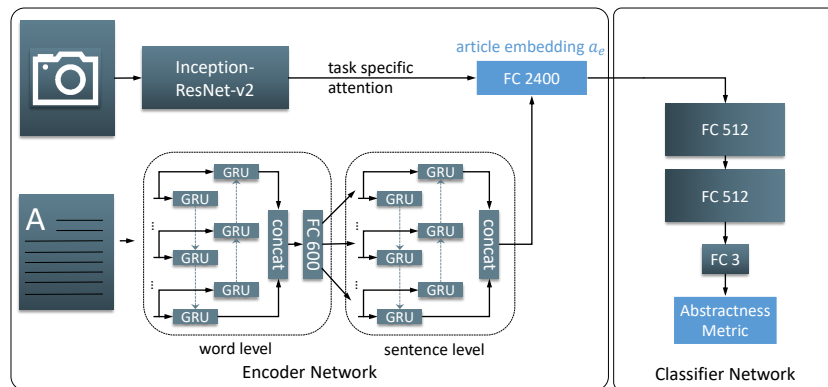 article embedding aₑ
Inception-
ResNet-v2
task specific
attention
FC 2400
FC 512
FC 512
FC 3
Abstractness
Metric
A
GRU
GRU
...
GRU
GRU
...
GRU
GRU
concat
FC 600
GRU
GRU
...
GRU
GRU
...
GRU
GRU
concat
word level
sentence level
Encoder Network
Classifier Network